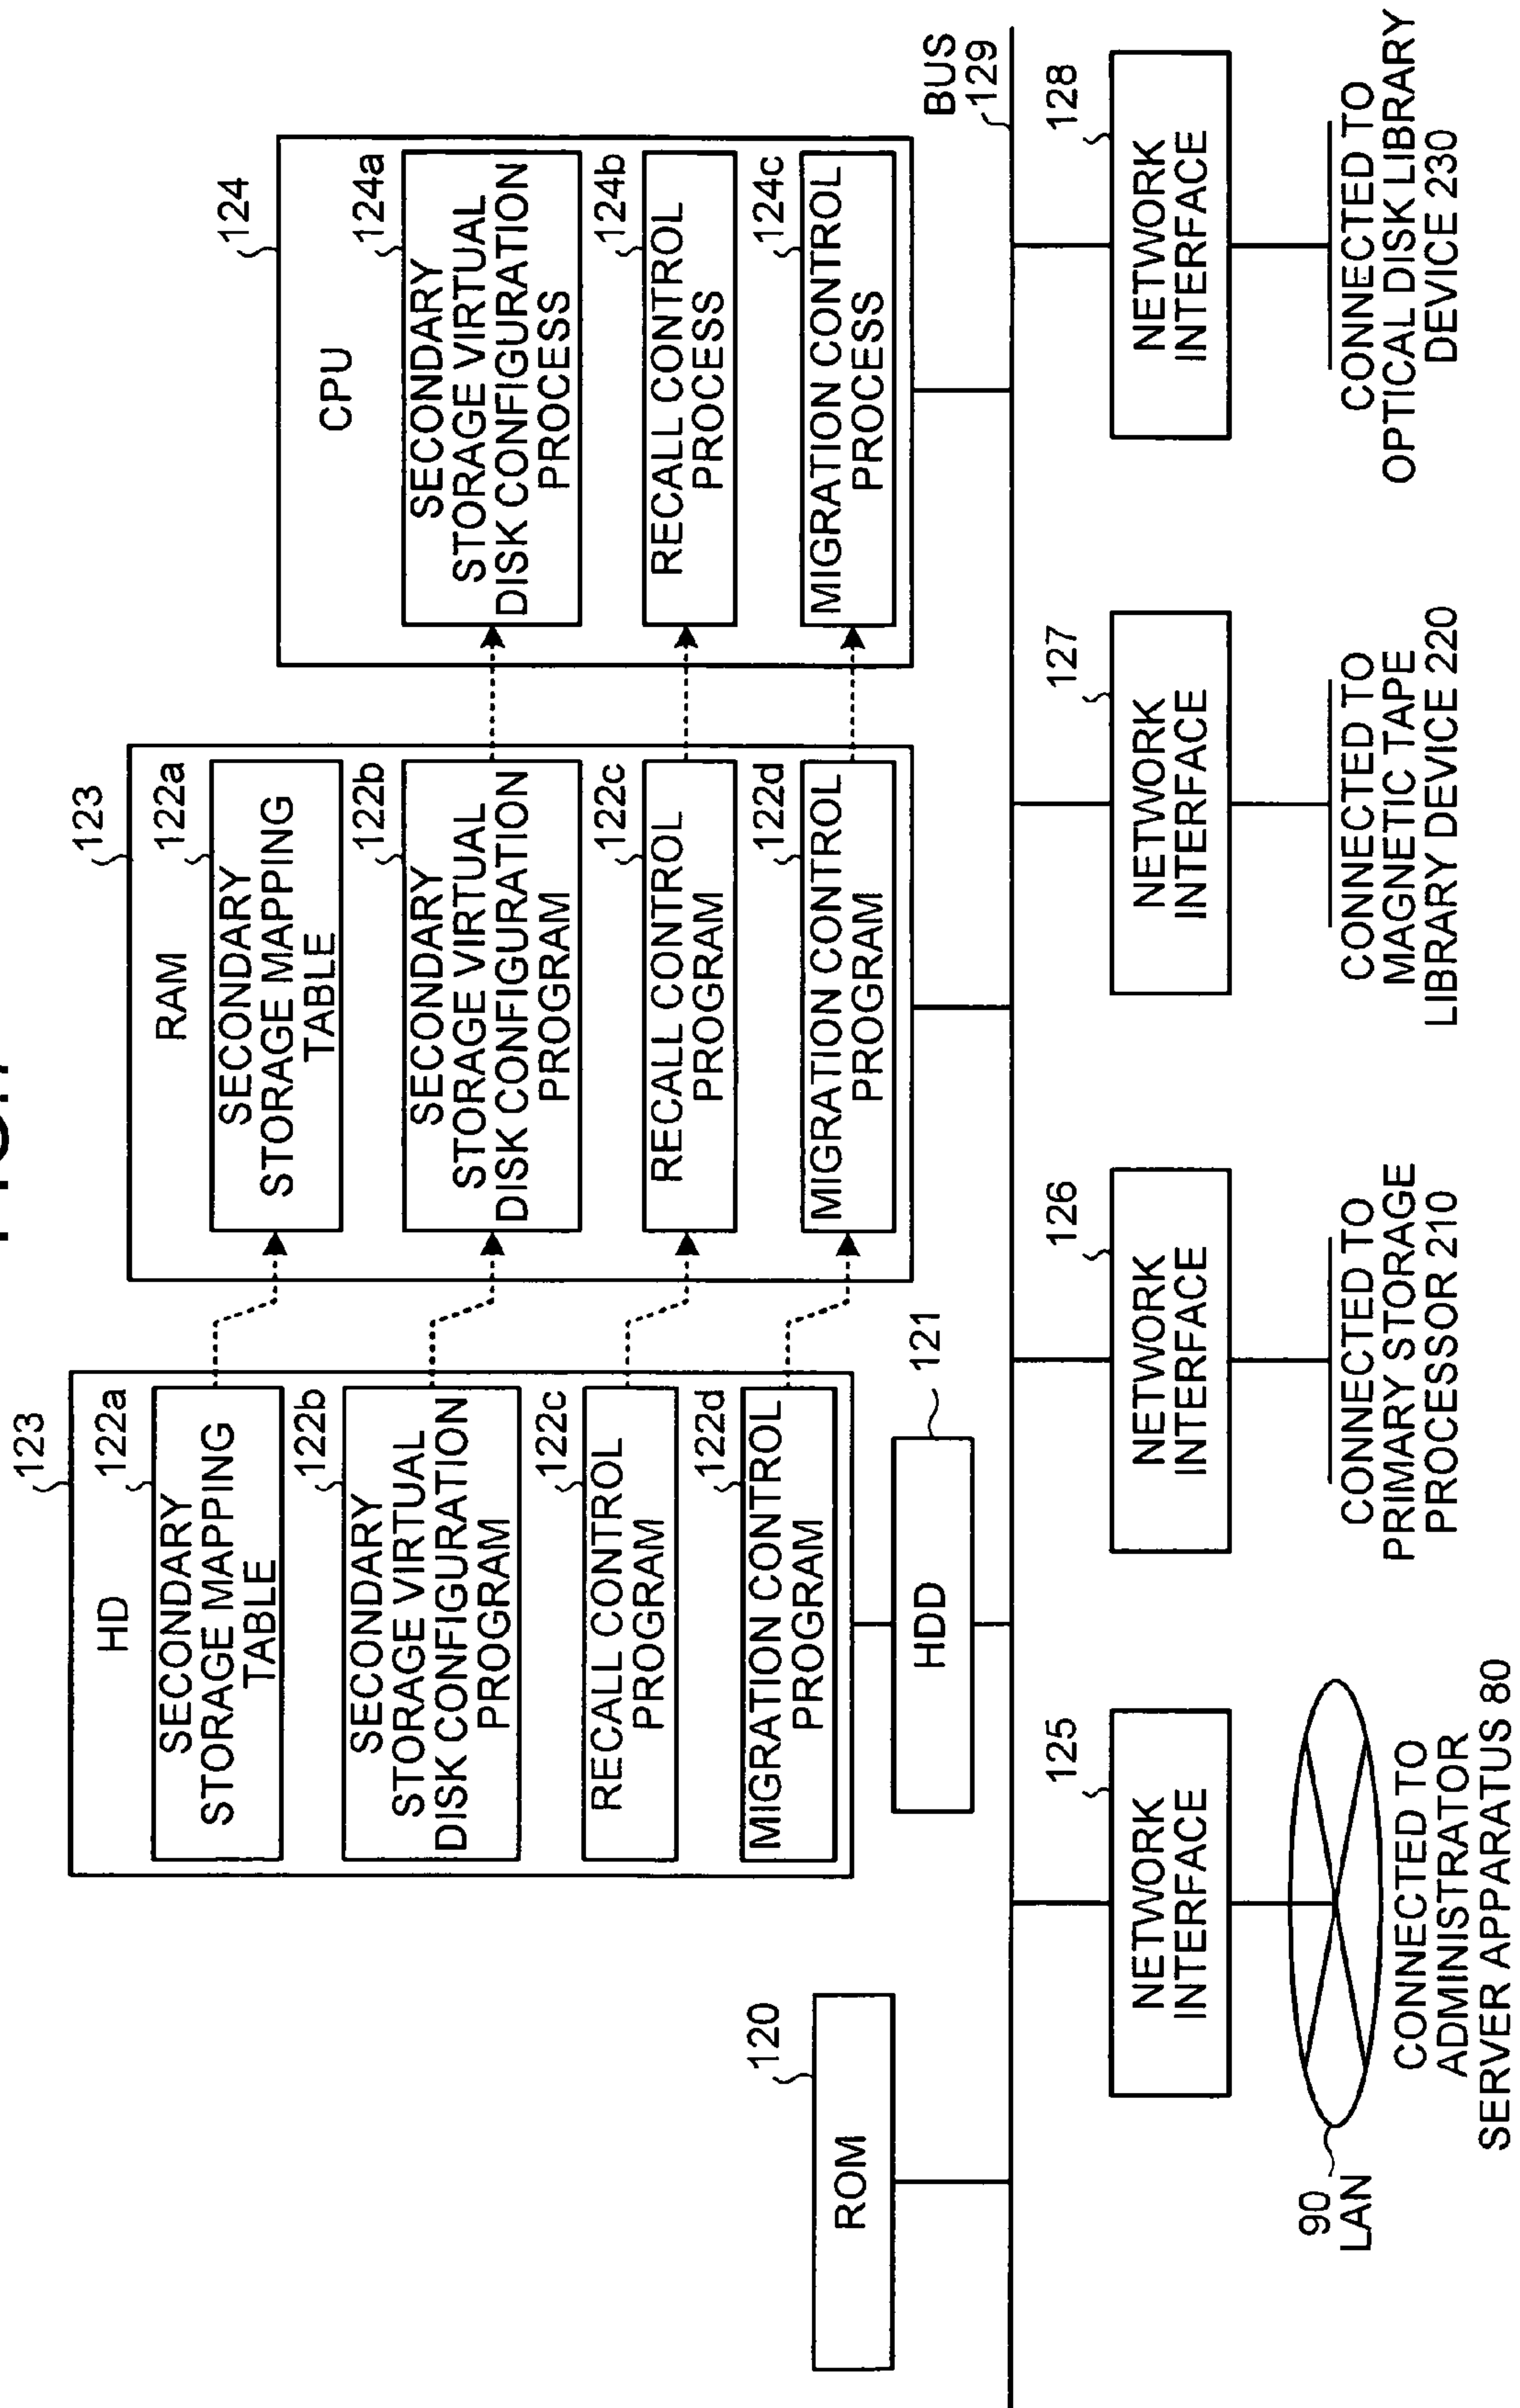 123
HD
122a
SECONDARY
STORAGE MAPPING
TABLE
122b
SECONDARY
STORAGE VIRTUAL
DISK CONFIGURATION
PROGRAM
122c
RECALL CONTROL
PROGRAM
122d
MIGRATION CONTROL
PROGRAM
123
RAM
122a
SECONDARY
STORAGE MAPPING
TABLE
122b
SECONDARY
STORAGE VIRTUAL
DISK CONFIGURATION
PROGRAM
122c
RECALL CONTROL
PROGRAM
122d
MIGRATION CONTROL
PROGRAM
124
CPU
124a
SECONDARY
STORAGE VIRTUAL
DISK CONFIGURATION
PROCESS
124b
RECALL CONTROL
PROCESS
124c
MIGRATION CONTROL
PROCESS
120
ROM
121
HDD
BUS
129
125
NETWORK
INTERFACE
126
NETWORK
INTERFACE
127
NETWORK
INTERFACE
128
NETWORK
INTERFACE
90
LAN
CONNECTED TO
ADMINISTRATOR
SERVER APPARATUS 80
CONNECTED TO
PRIMARY STORAGE
PROCESSOR 210
CONNECTED TO
MAGNETIC TAPE
LIBRARY DEVICE 220
CONNECTED TO
OPTICAL DISK LIBRARY
DEVICE 230